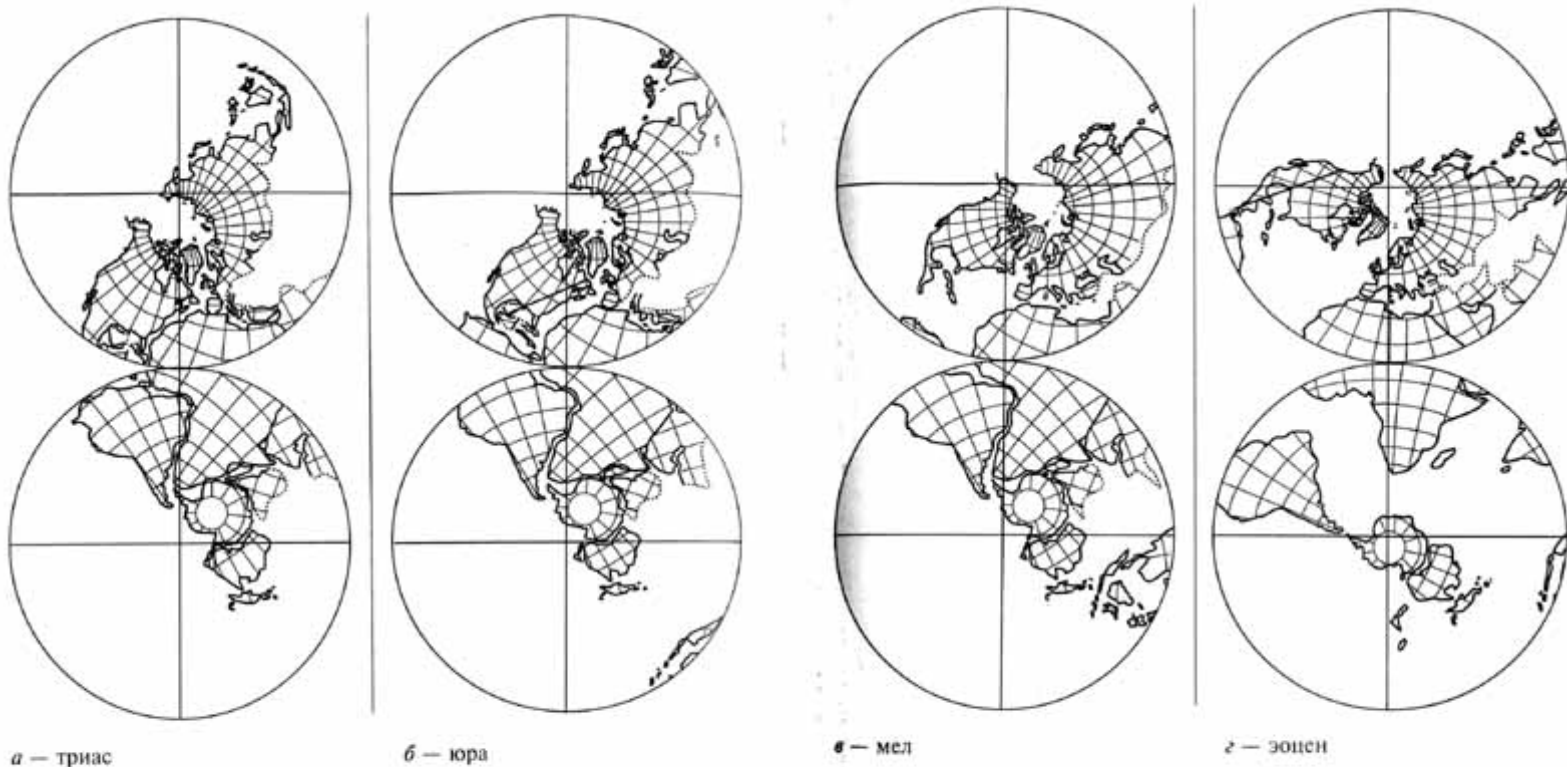 а — триас
б — юра
в — мел
г — эоцен